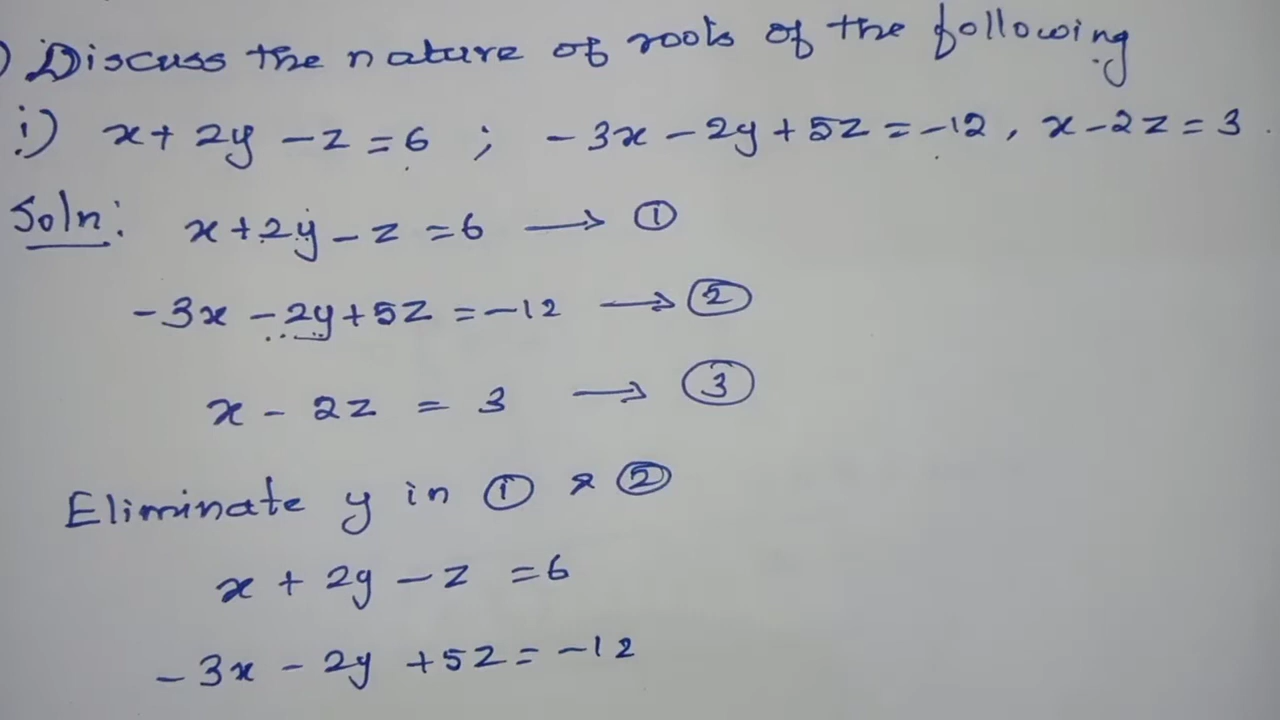 ) Discuss the nature of roots of the following
i) x + 2y - z = 6 ; -3x - 2y + 5z = -12, x - 2z = 3.
Soln: x + 2y - z = 6 → ①
-3x - 2y + 5z = -12 → ②
x - 2z = 3 → ③
Eliminate y in ① & ②
x + 2y - z = 6
-3x - 2y + 5z = -12